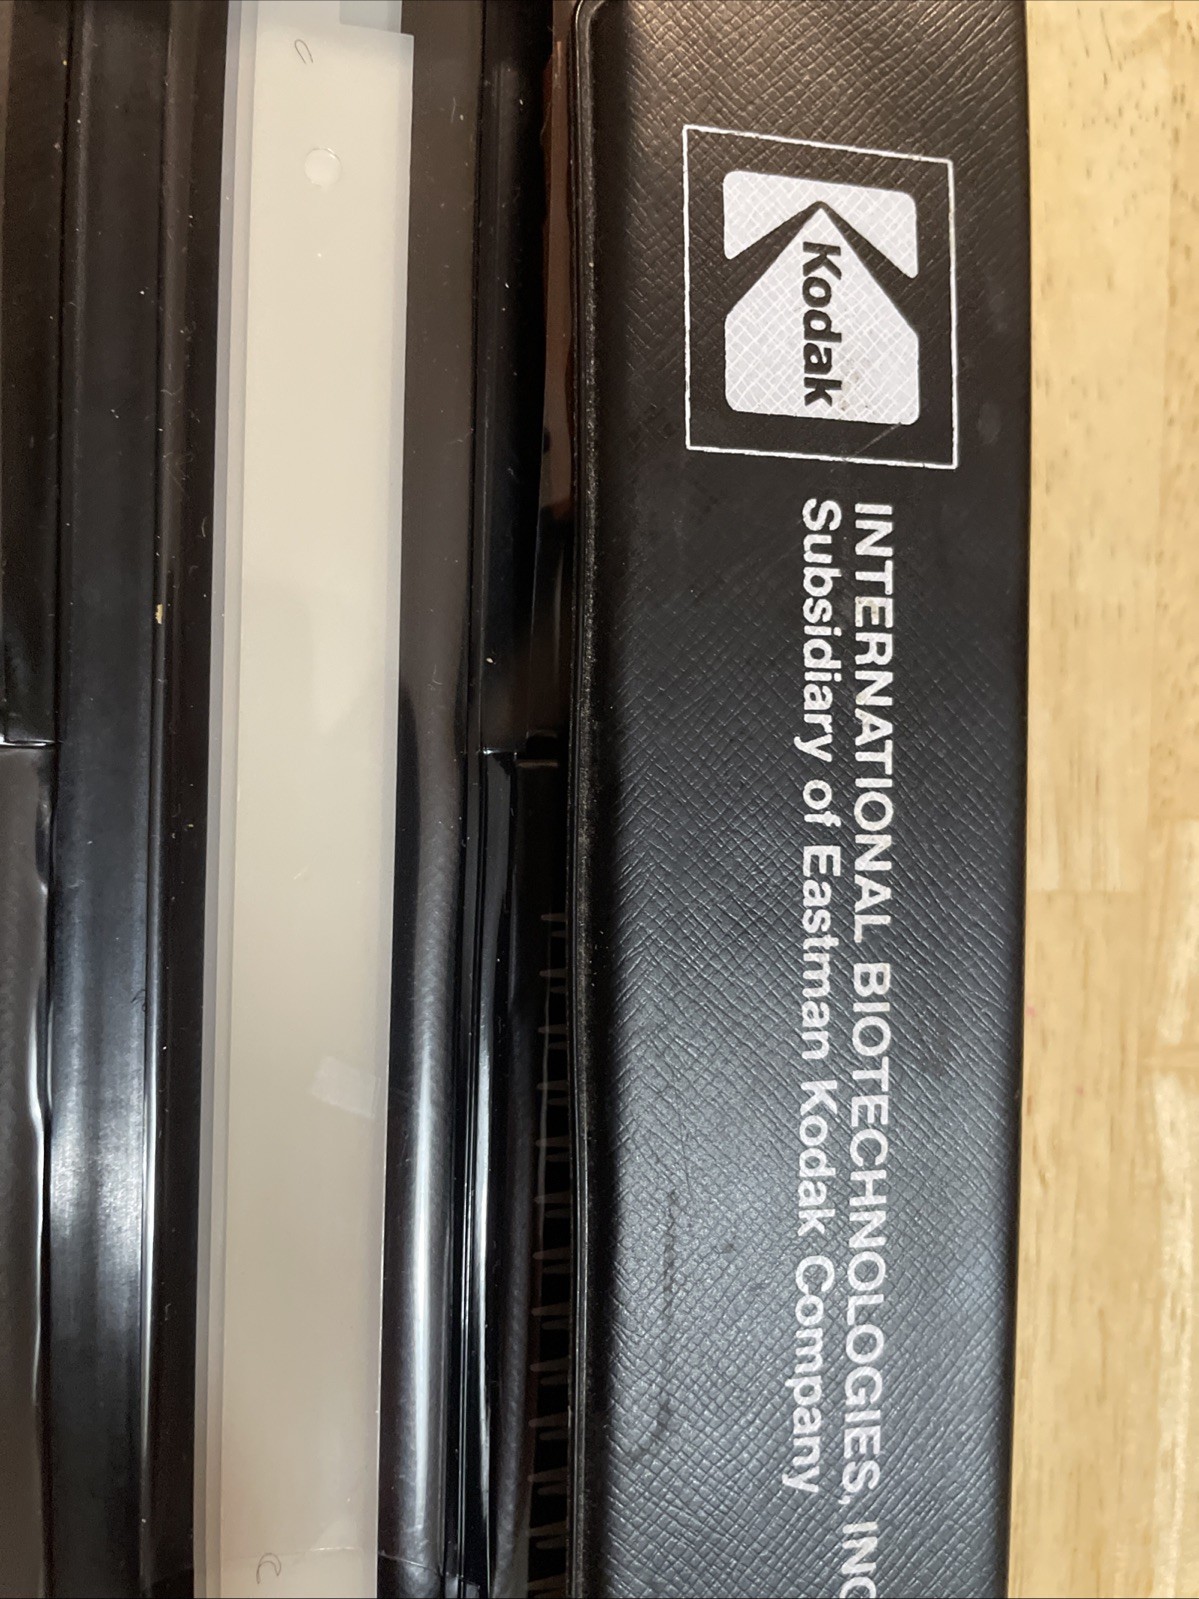 Kodak
INTERNATIONAL BIOTECHNOLOGIES, INC
Subsidiary of Eastman Kodak Company